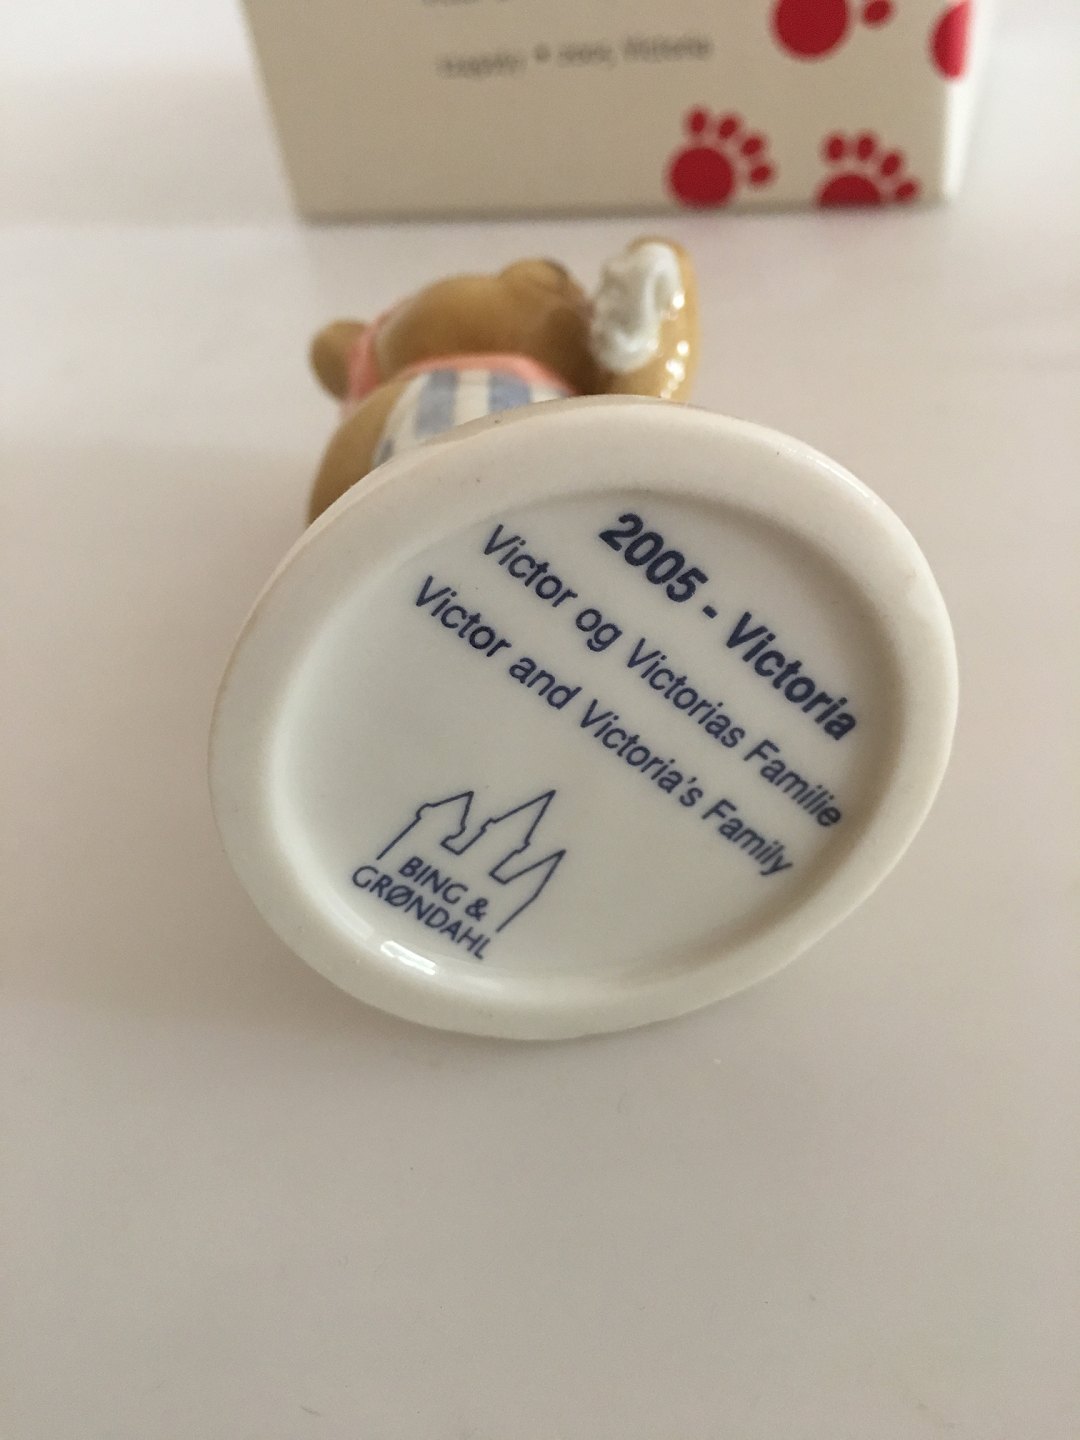 2005 - Victoria
Victor og Victorias Familie
Victor and Victoria's Family
BING &
GRØNDAHL